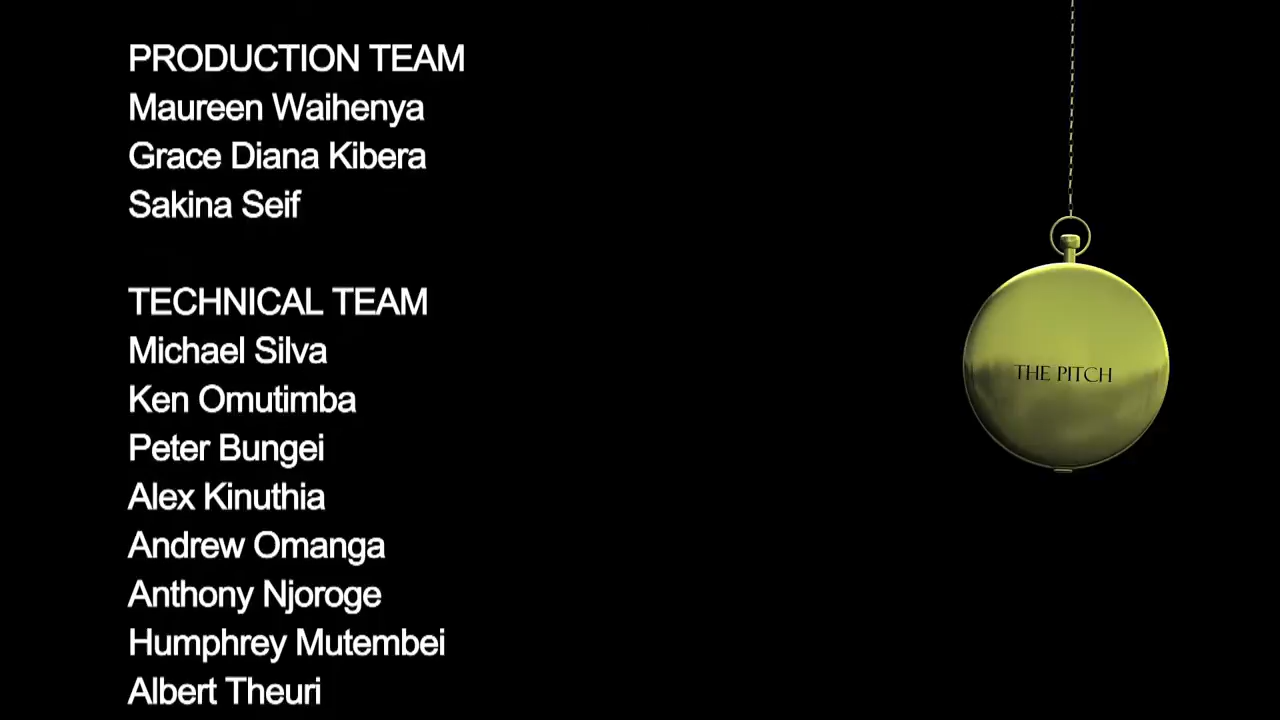 PRODUCTION TEAM
Maureen Waihenya
Grace Diana Kibera
Sakina Seif
TECHNICAL TEAM
Michael Silva
Ken Omutimba
Peter Bungei
Alex Kinuthia
Andrew Omanga
Anthony Njoroge
Humphrey Mutembei
Albert Theuri
THE PITCH